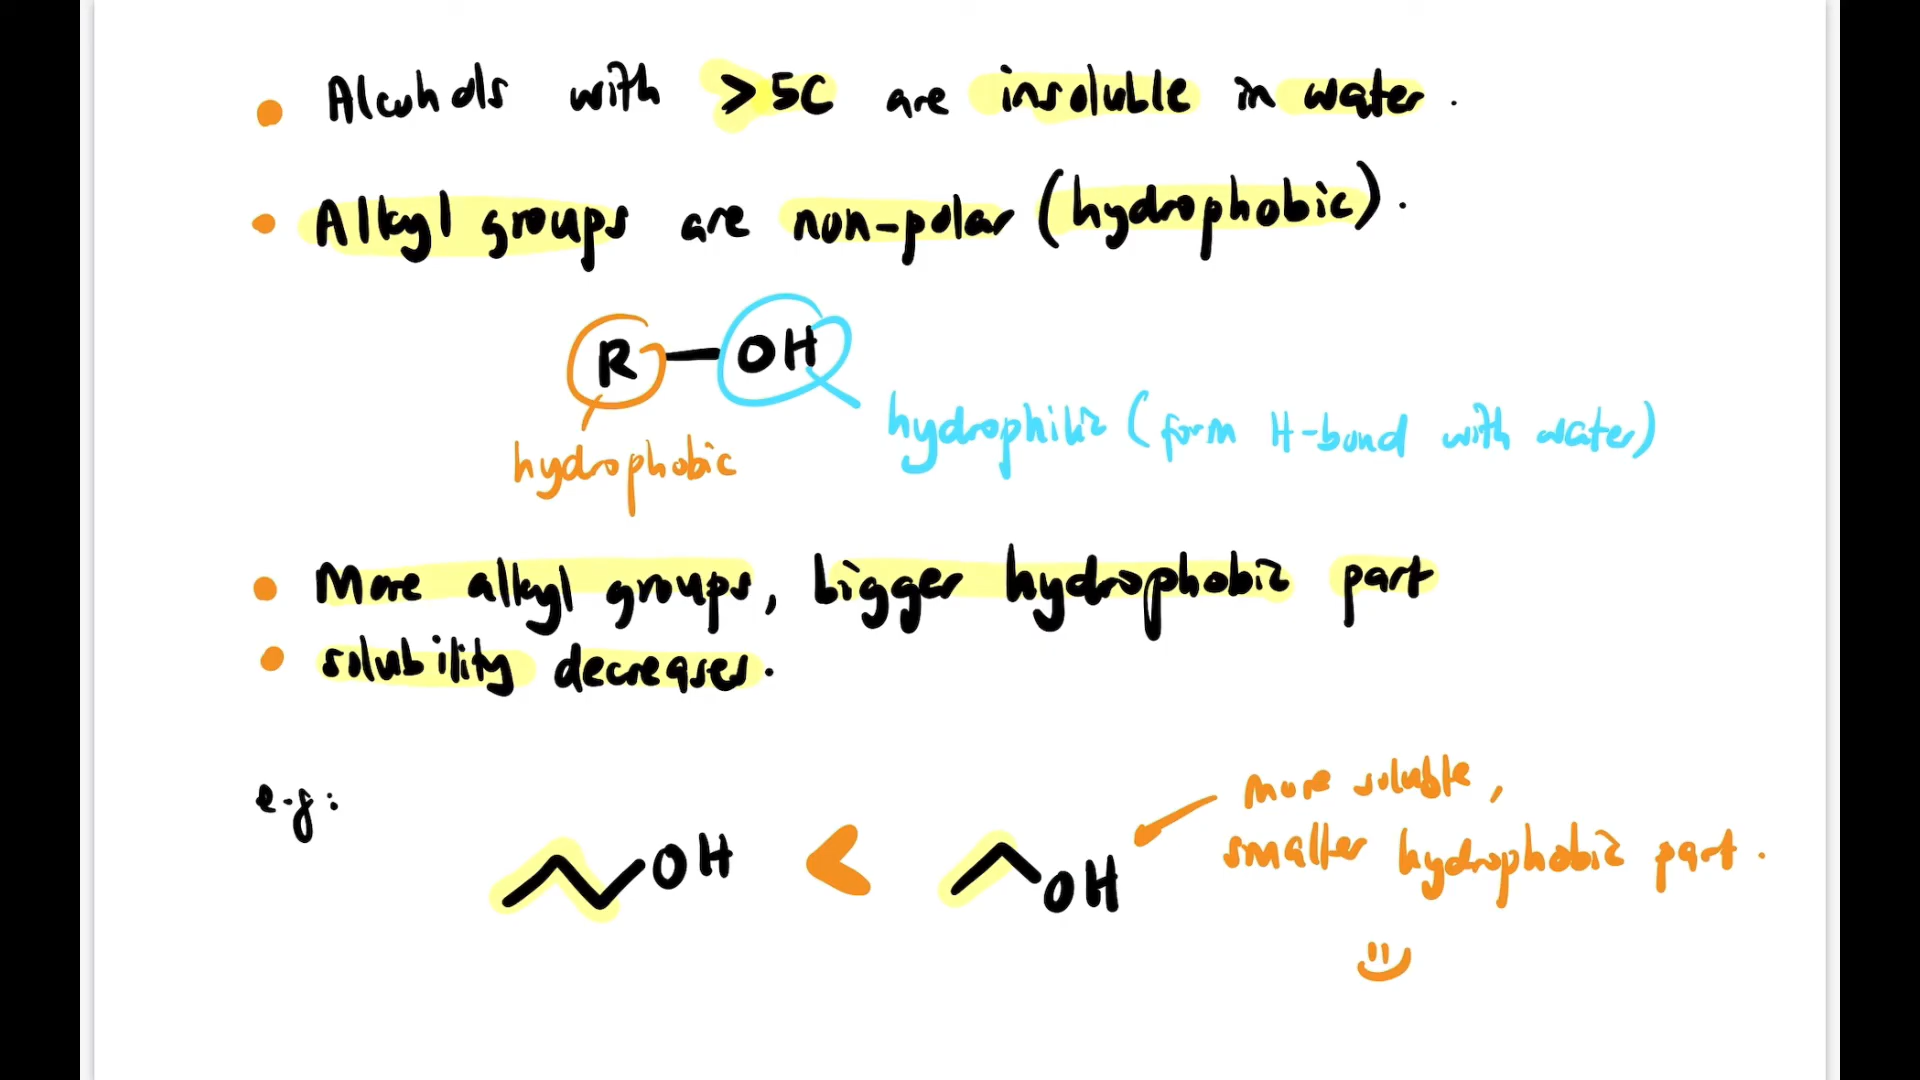 Alcohols with >5C are insoluble in water.
Alkyl groups are non-polar (hydrophobic).
R—OH
hydrophilic (form H-bond with water)
hydrophobic
More alkyl groups, bigger hydrophobic part
solubility decreases.
e.g:
more soluble,
smaller hydrophobic part.
OH < OH